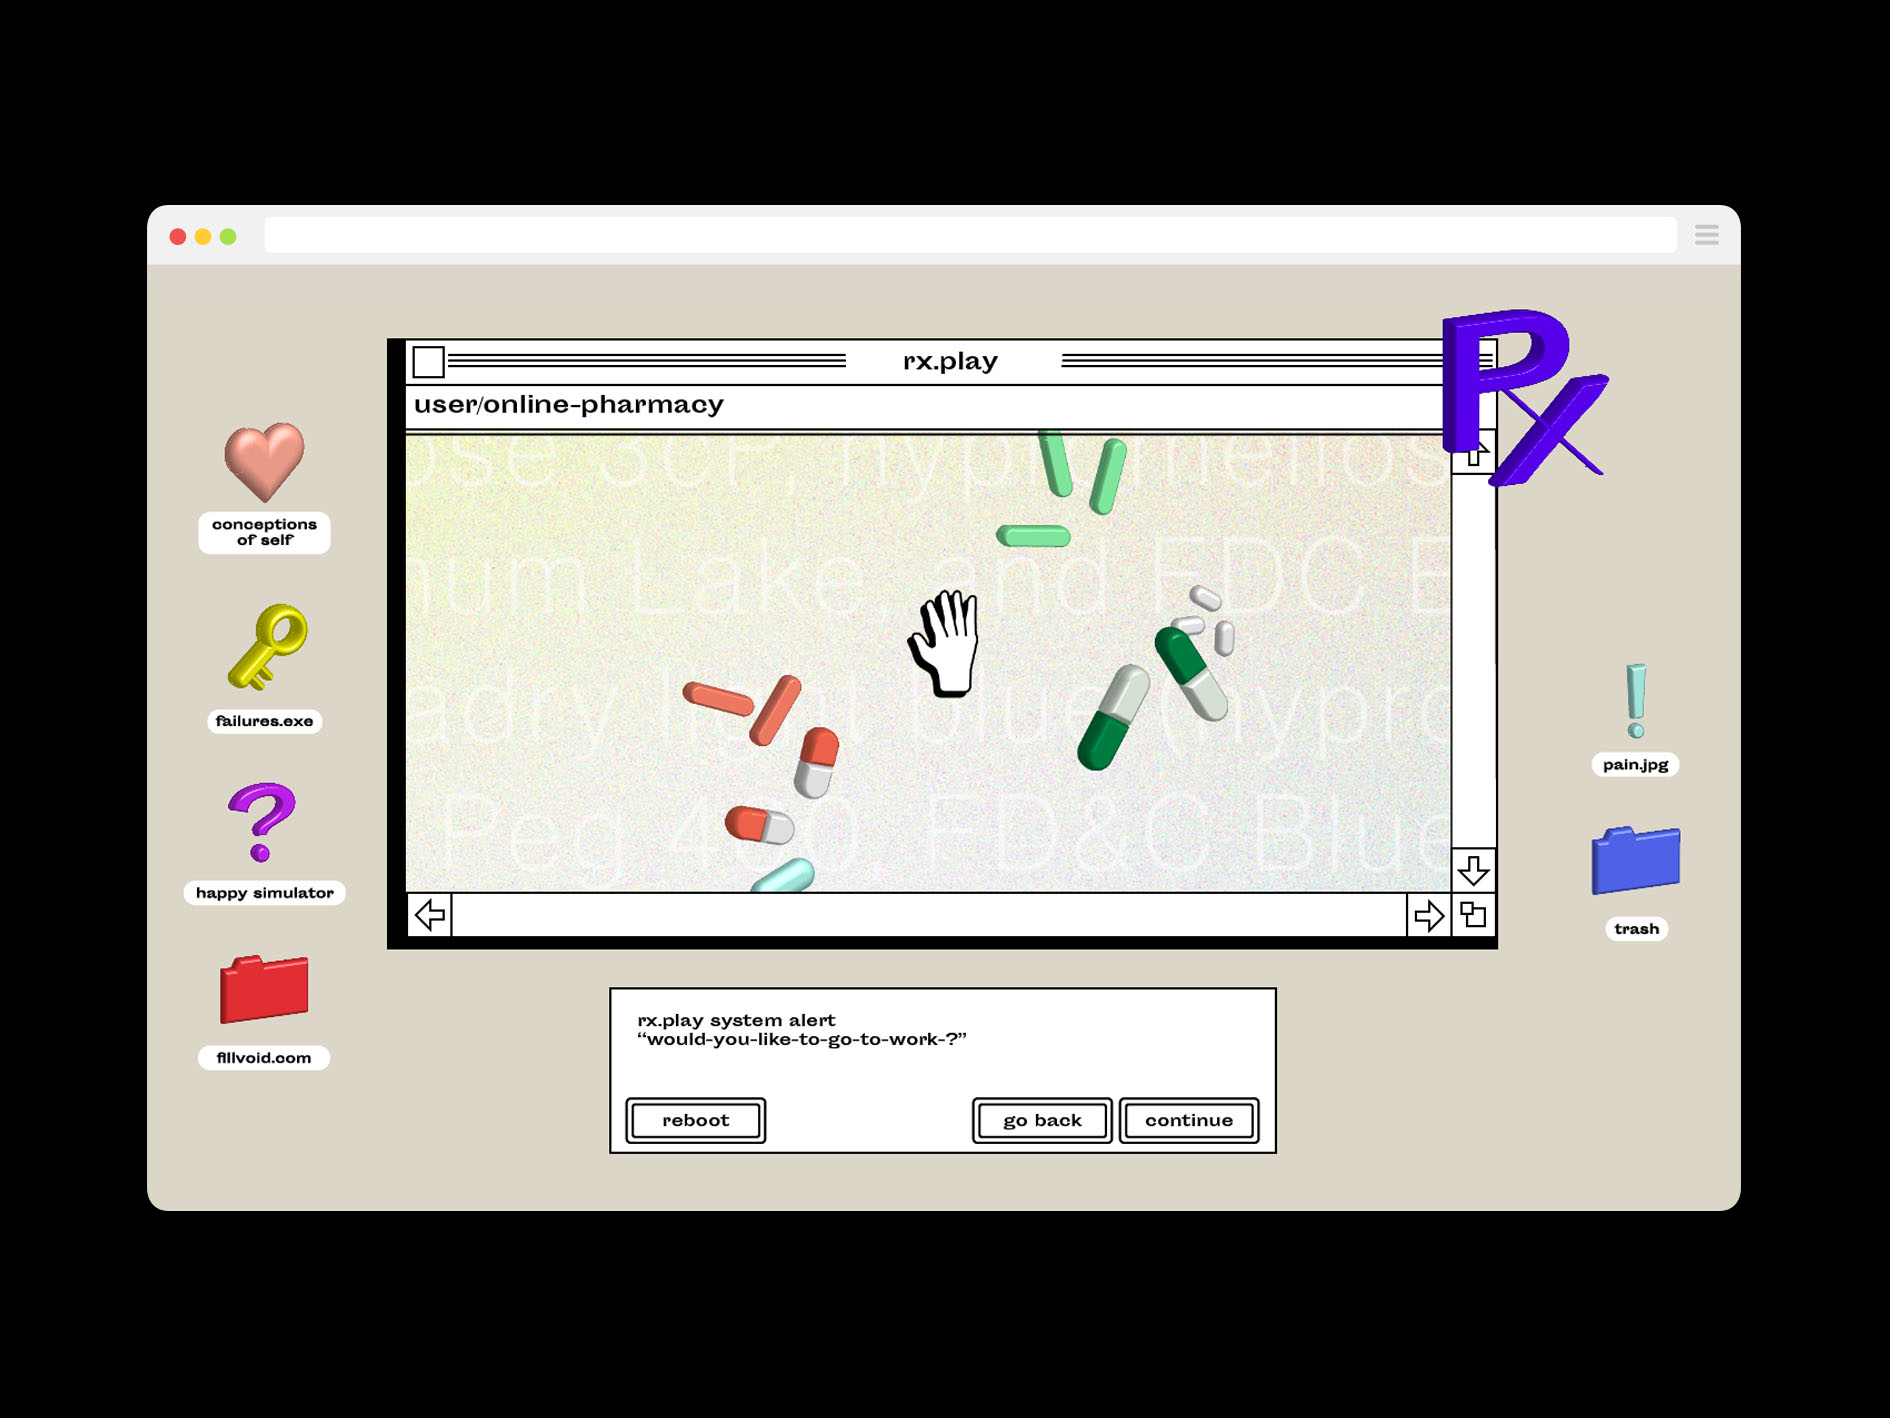 rx.play
user/online-pharmacy
Rx
ose 30F, hypromellos
num Lake, and FDC B
acry light blue (hypro
Peg 400, FD&C Blue
conceptions
of self
failures.exe
happy simulator
fillvoid.com
pain.jpg
trash
rx.play system alert
“would-you-like-to-go-to-work-?”
reboot
go back
continue